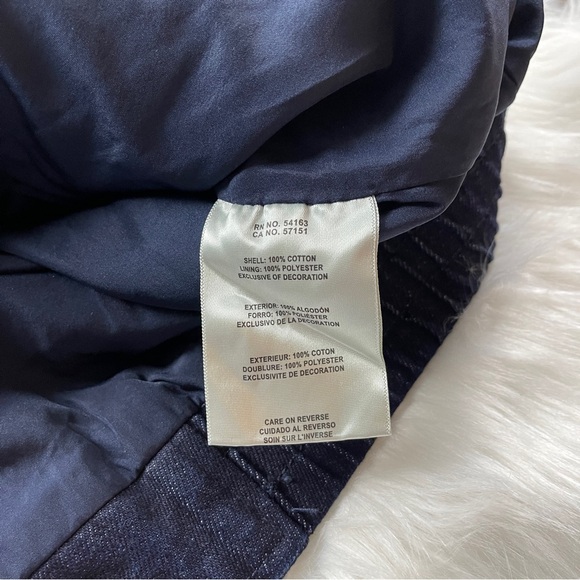 RN NO. 54163
CA NO. 57151
SHELL: 100% COTTON
LINING: 100% POLYESTER
EXCLUSIVE OF DECORATION
EXTERIOR: 100% ALGODÓN
FORRO: 100% POLIÉSTER
EXCLUSIVO DE LA DECORATION
EXTERIEUR: 100% COTON
DOUBLURE: 100% POLYESTER
EXCLUSIVITE DE DECORATION
CARE ON REVERSE
CUIDADO AL REVERSO
SOIN SUR L'INVERSE